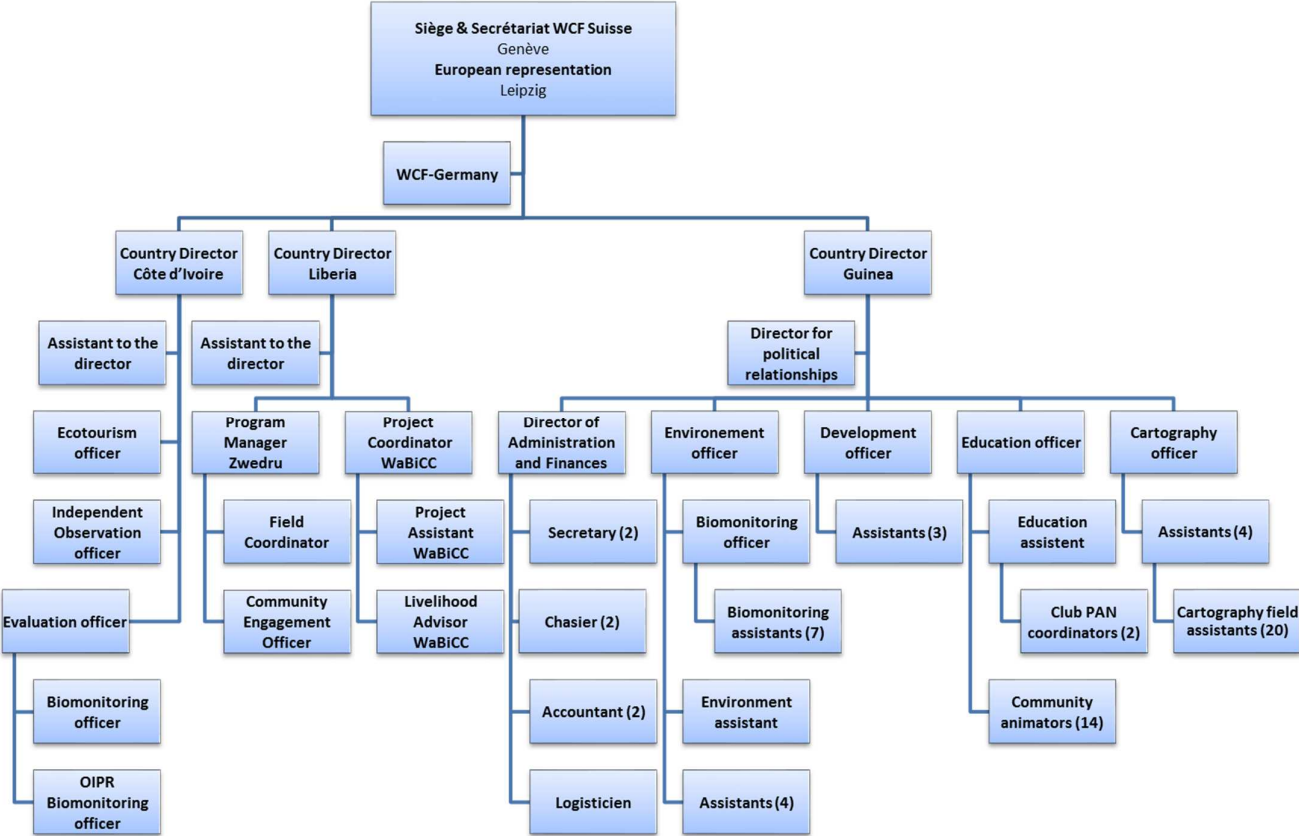 Siège & Secrétariat WCF Suisse
Genève
European representation
Leipzig
WCF-Germany
Country Director
Côte d'Ivoire
Country Director
Liberia
Country Director
Guinea
Assistant to the
director
Assistant to the
director
Director for
political
relationships
Ecotourism
officer
Program
Manager
Zwedru
Project
Coordinator
WaBiCC
Director of
Administration
and Finances
Environement
officer
Development
officer
Education officer
Cartography
officer
Independent
Observation
officer
Field
Coordinator
Project
Assistant
WaBiCC
Secretary (2)
Biomonitoring
officer
Assistants (3)
Education
assistent
Assistants (4)
Evaluation officer
Community
Engagement
Officer
Livelihood
Advisor
WaBiCC
Chasier (2)
Biomonitoring
assistants (7)
Club PAN
coordinators (2)
Cartography field
assistants (20)
Biomonitoring
officer
Accountant (2)
Environment
assistant
Community
animators (14)
OIPR
Biomonitoring
officer
Logisticien
Assistants (4)